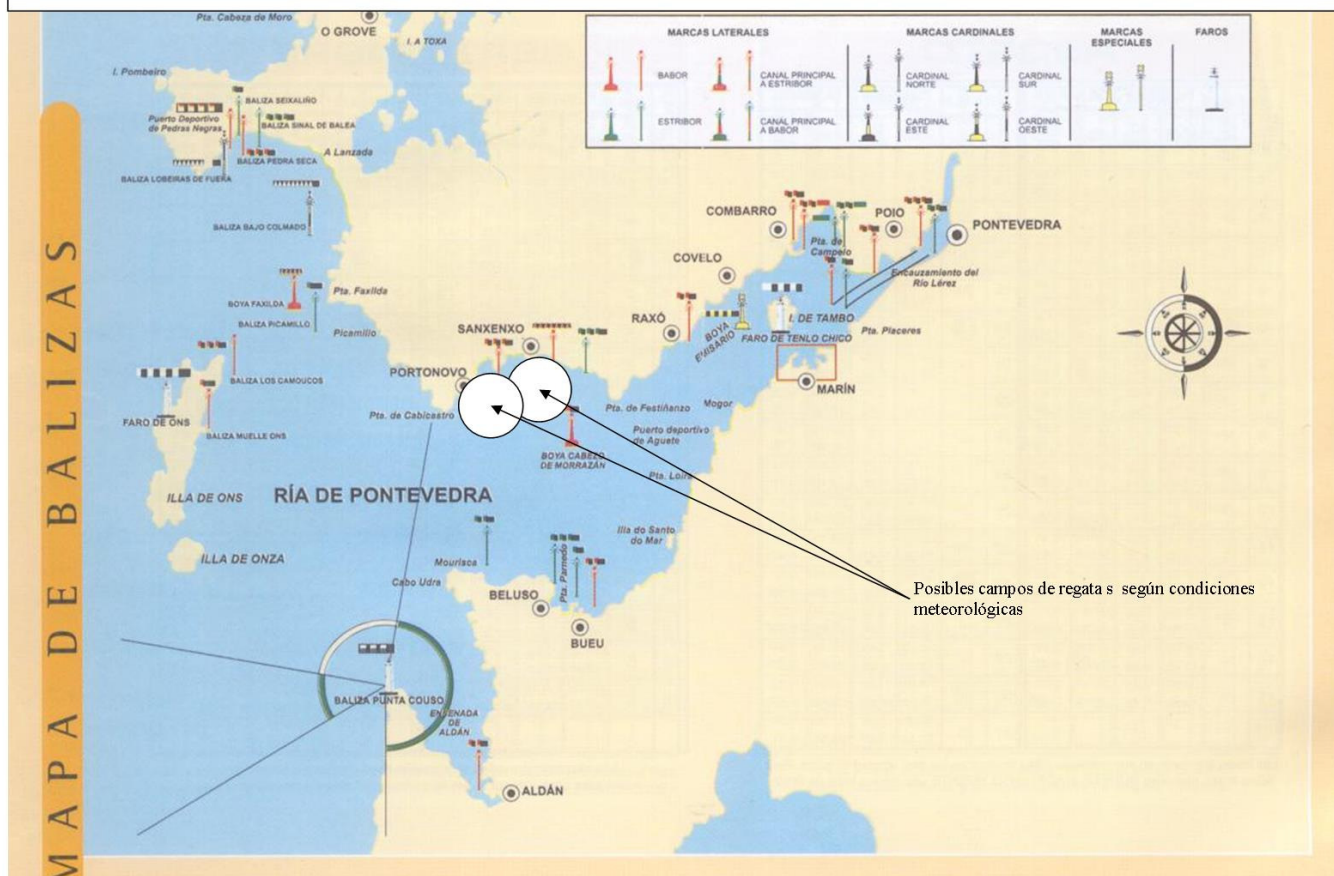 MAPA DE BALIZAS
MARCAS LATERALES
BABOR
CANAL PRINCIPAL
A ESTRIBOR
ESTRIBOR
CANAL PRINCIPAL
A BABOR
MARCAS CARDINALES
CARDINAL
NORTE
CARDINAL
SUR
CARDINAL
ESTE
CARDINAL
OESTE
MARCAS
ESPECIALES
FAROS
Pta. Cabeza de Moro
O GROVE
I. A TOXA
I. Pombeiro
BALIZA SEIXALIÑO
Puerto Deportivo
de Pedras Negras
BALIZA SINAL DE BALEA
BALIZA PEDRA SECA
A Lanzada
BALIZA LOBEIRAS DE FUERA
BALIZA BAJO COLMADO
COMBARRO
POIO
PONTEVEDRA
Pta. de
Campelo
COVELO
Encauzamiento del
Río Lérez
Pta. Faxilda
BOYA FAXILDA
BALIZA PICAMILLO
Picamillo
SANXENXO
RAXÓ
BOYA
EMISARIO
I. DE TAMBO
FARO DE TENLO CHICO
Pta. Placeres
MARÍN
PORTONOVO
BALIZA LOS CAMOUCOS
FARO DE ONS
BALIZA MUELLE ONS
Pta. de Cabicastro
Pta. de Festiñanzo
Mogor
Puerto deportivo
de Aguete
BOYA CABEZO
DE MORRAZÁN
Pta. Loira
ILLA DE ONS
RÍA DE PONTEVEDRA
Illa do Santo
do Mar
ILLA DE ONZA
Mourisca
Cabo Udra
Pta. Parnedo
BELUSO
BUEU
Posibles campos de regata s según condiciones
meteorológicas
BALIZA PUNTA COUSO
ENSENADA
DE
ALDÁN
ALDÁN